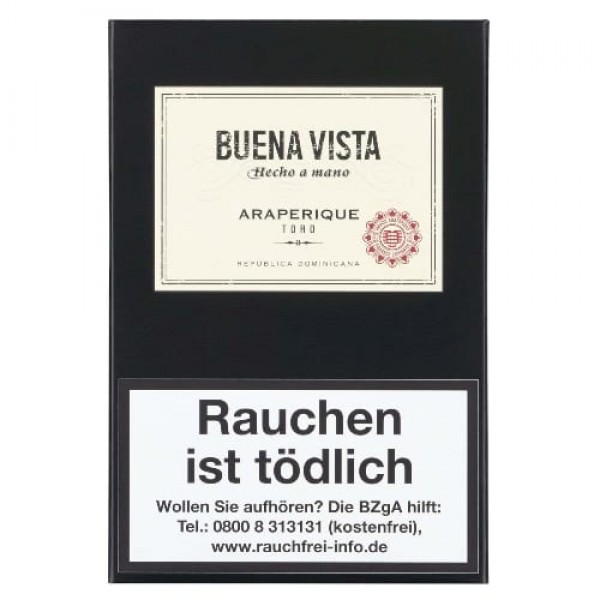 BUENA VISTA
Hecho a mano
ARAPERIQUE
TORO
REPÚBLICA DOMINICANA
Rauchen
ist tödlich
Wollen Sie aufhören? Die BZgA hilft:
Tel.: 0800 8 313131 (kostenfrei),
www.rauchfrei-info.de